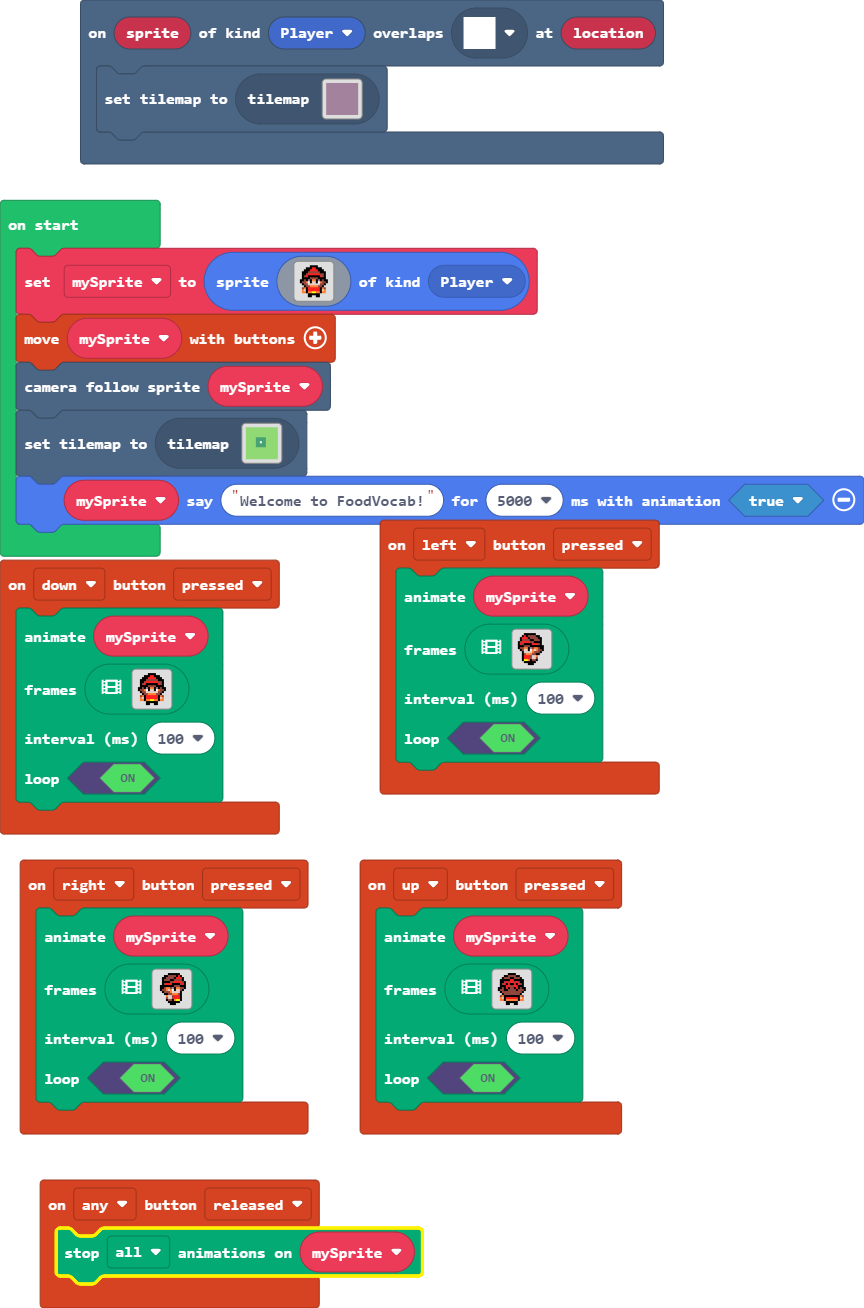 on sprite of kind Player overlaps at location
set tilemap to tilemap
on start
set mySprite to sprite of kind Player
move mySprite with buttons
camera follow sprite mySprite
set tilemap to tilemap
mySprite say "Welcome to FoodVocab!" for 5000 ms with animation true
on left button pressed
animate mySprite
frames
interval (ms) 100
loop ON
on down button pressed
animate mySprite
frames
interval (ms) 100
loop ON
on right button pressed
animate mySprite
frames
interval (ms) 100
loop ON
on up button pressed
animate mySprite
frames
interval (ms) 100
loop ON
on any button released
stop all animations on mySprite